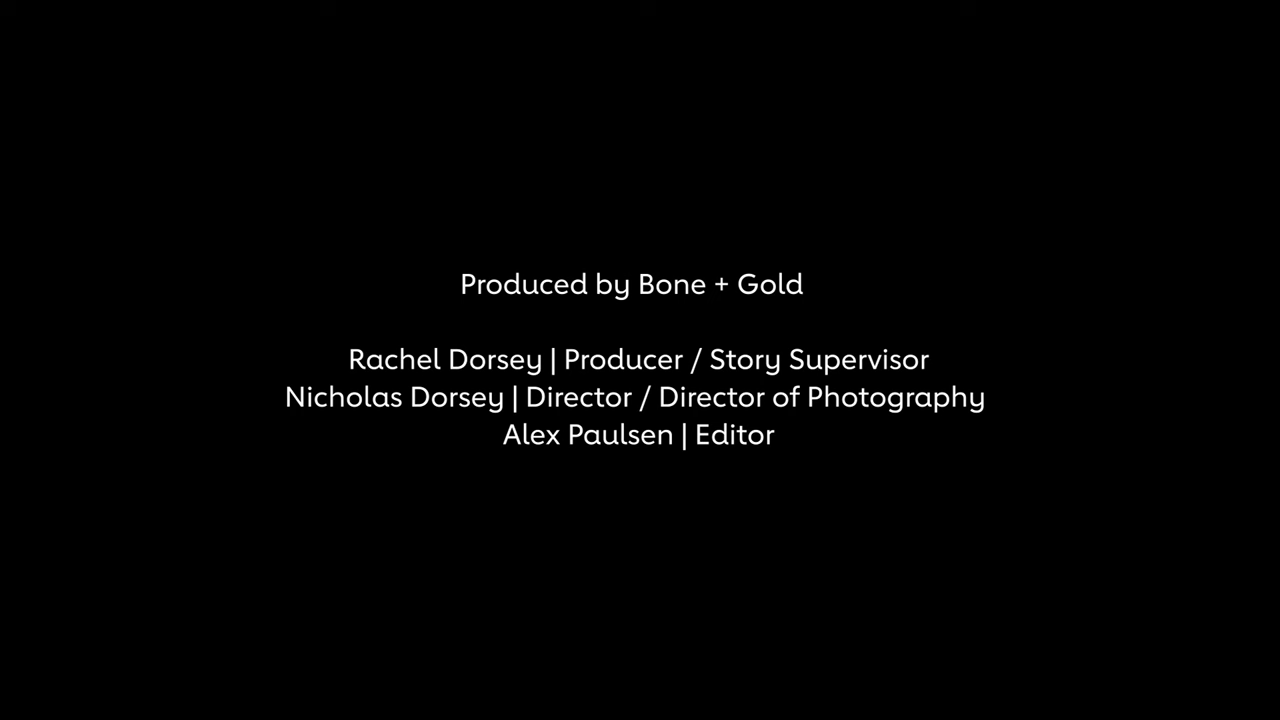 Produced by Bone + Gold
Rachel Dorsey | Producer / Story Supervisor
Nicholas Dorsey | Director / Director of Photography
Alex Paulsen | Editor